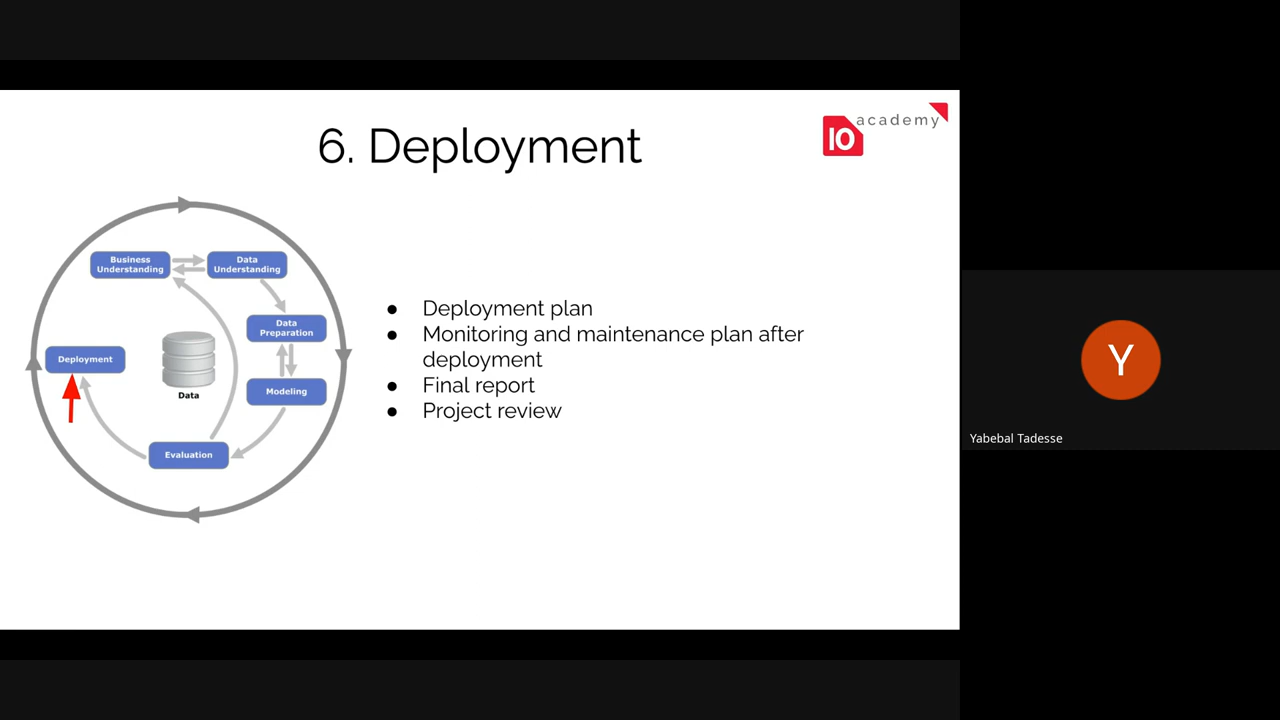 6. Deployment
10 academy
Business
Understanding
Data
Understanding
Data
Preparation
Modeling
Evaluation
Deployment
Data
● Deployment plan
● Monitoring and maintenance plan after
deployment
● Final report
● Project review
Y
Yabebal Tadesse